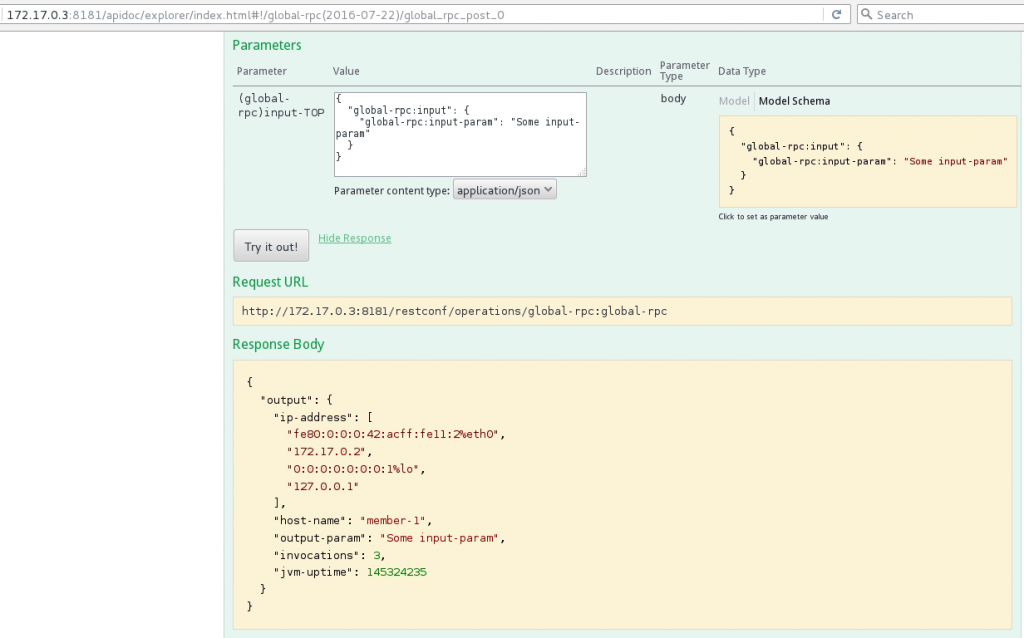 172.17.0.3:8181/apidoc/explorer/index.html#!/global-rpc(2016-07-22)/global_rpc_post_0
Search
Parameters
Parameter Value Description Parameter Type Data Type
(global-rpc)input-TOP
{
"global-rpc:input": {
"global-rpc:input-param": "Some input-
param"
}
}
Parameter content type: application/json
body
Model Model Schema
{
"global-rpc:input": {
"global-rpc:input-param": "Some input-param"
}
}
Click to set as parameter value
Try it out! Hide Response
Request URL
http://172.17.0.3:8181/restconf/operations/global-rpc:global-rpc
Response Body
{
"output": {
"ip-address": [
"fe80:0:0:0:42:acff:fe11:2%eth0",
"172.17.0.2",
"0:0:0:0:0:0:0:1%lo",
"127.0.0.1"
],
"host-name": "member-1",
"output-param": "Some input-param",
"invocations": 3,
"jvm-uptime": 145324235
}
}